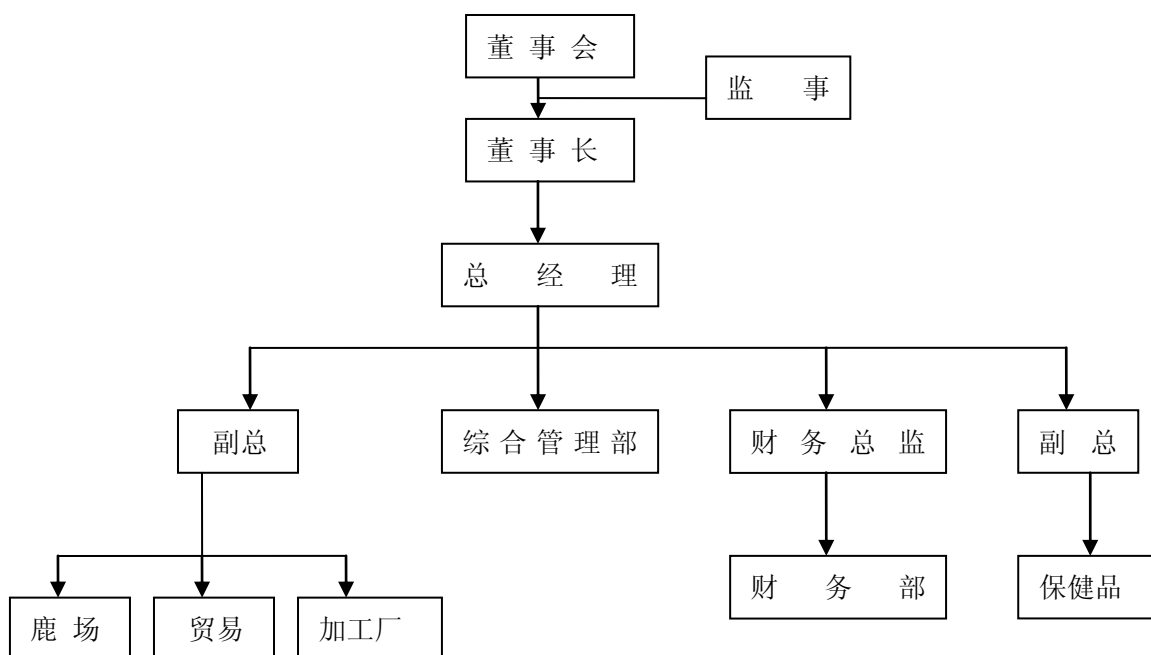 董事会
监事
董事长
总经理
副总
综合管理部
财务总监
副总
财务部
保健品
鹿场
贸易
加工厂